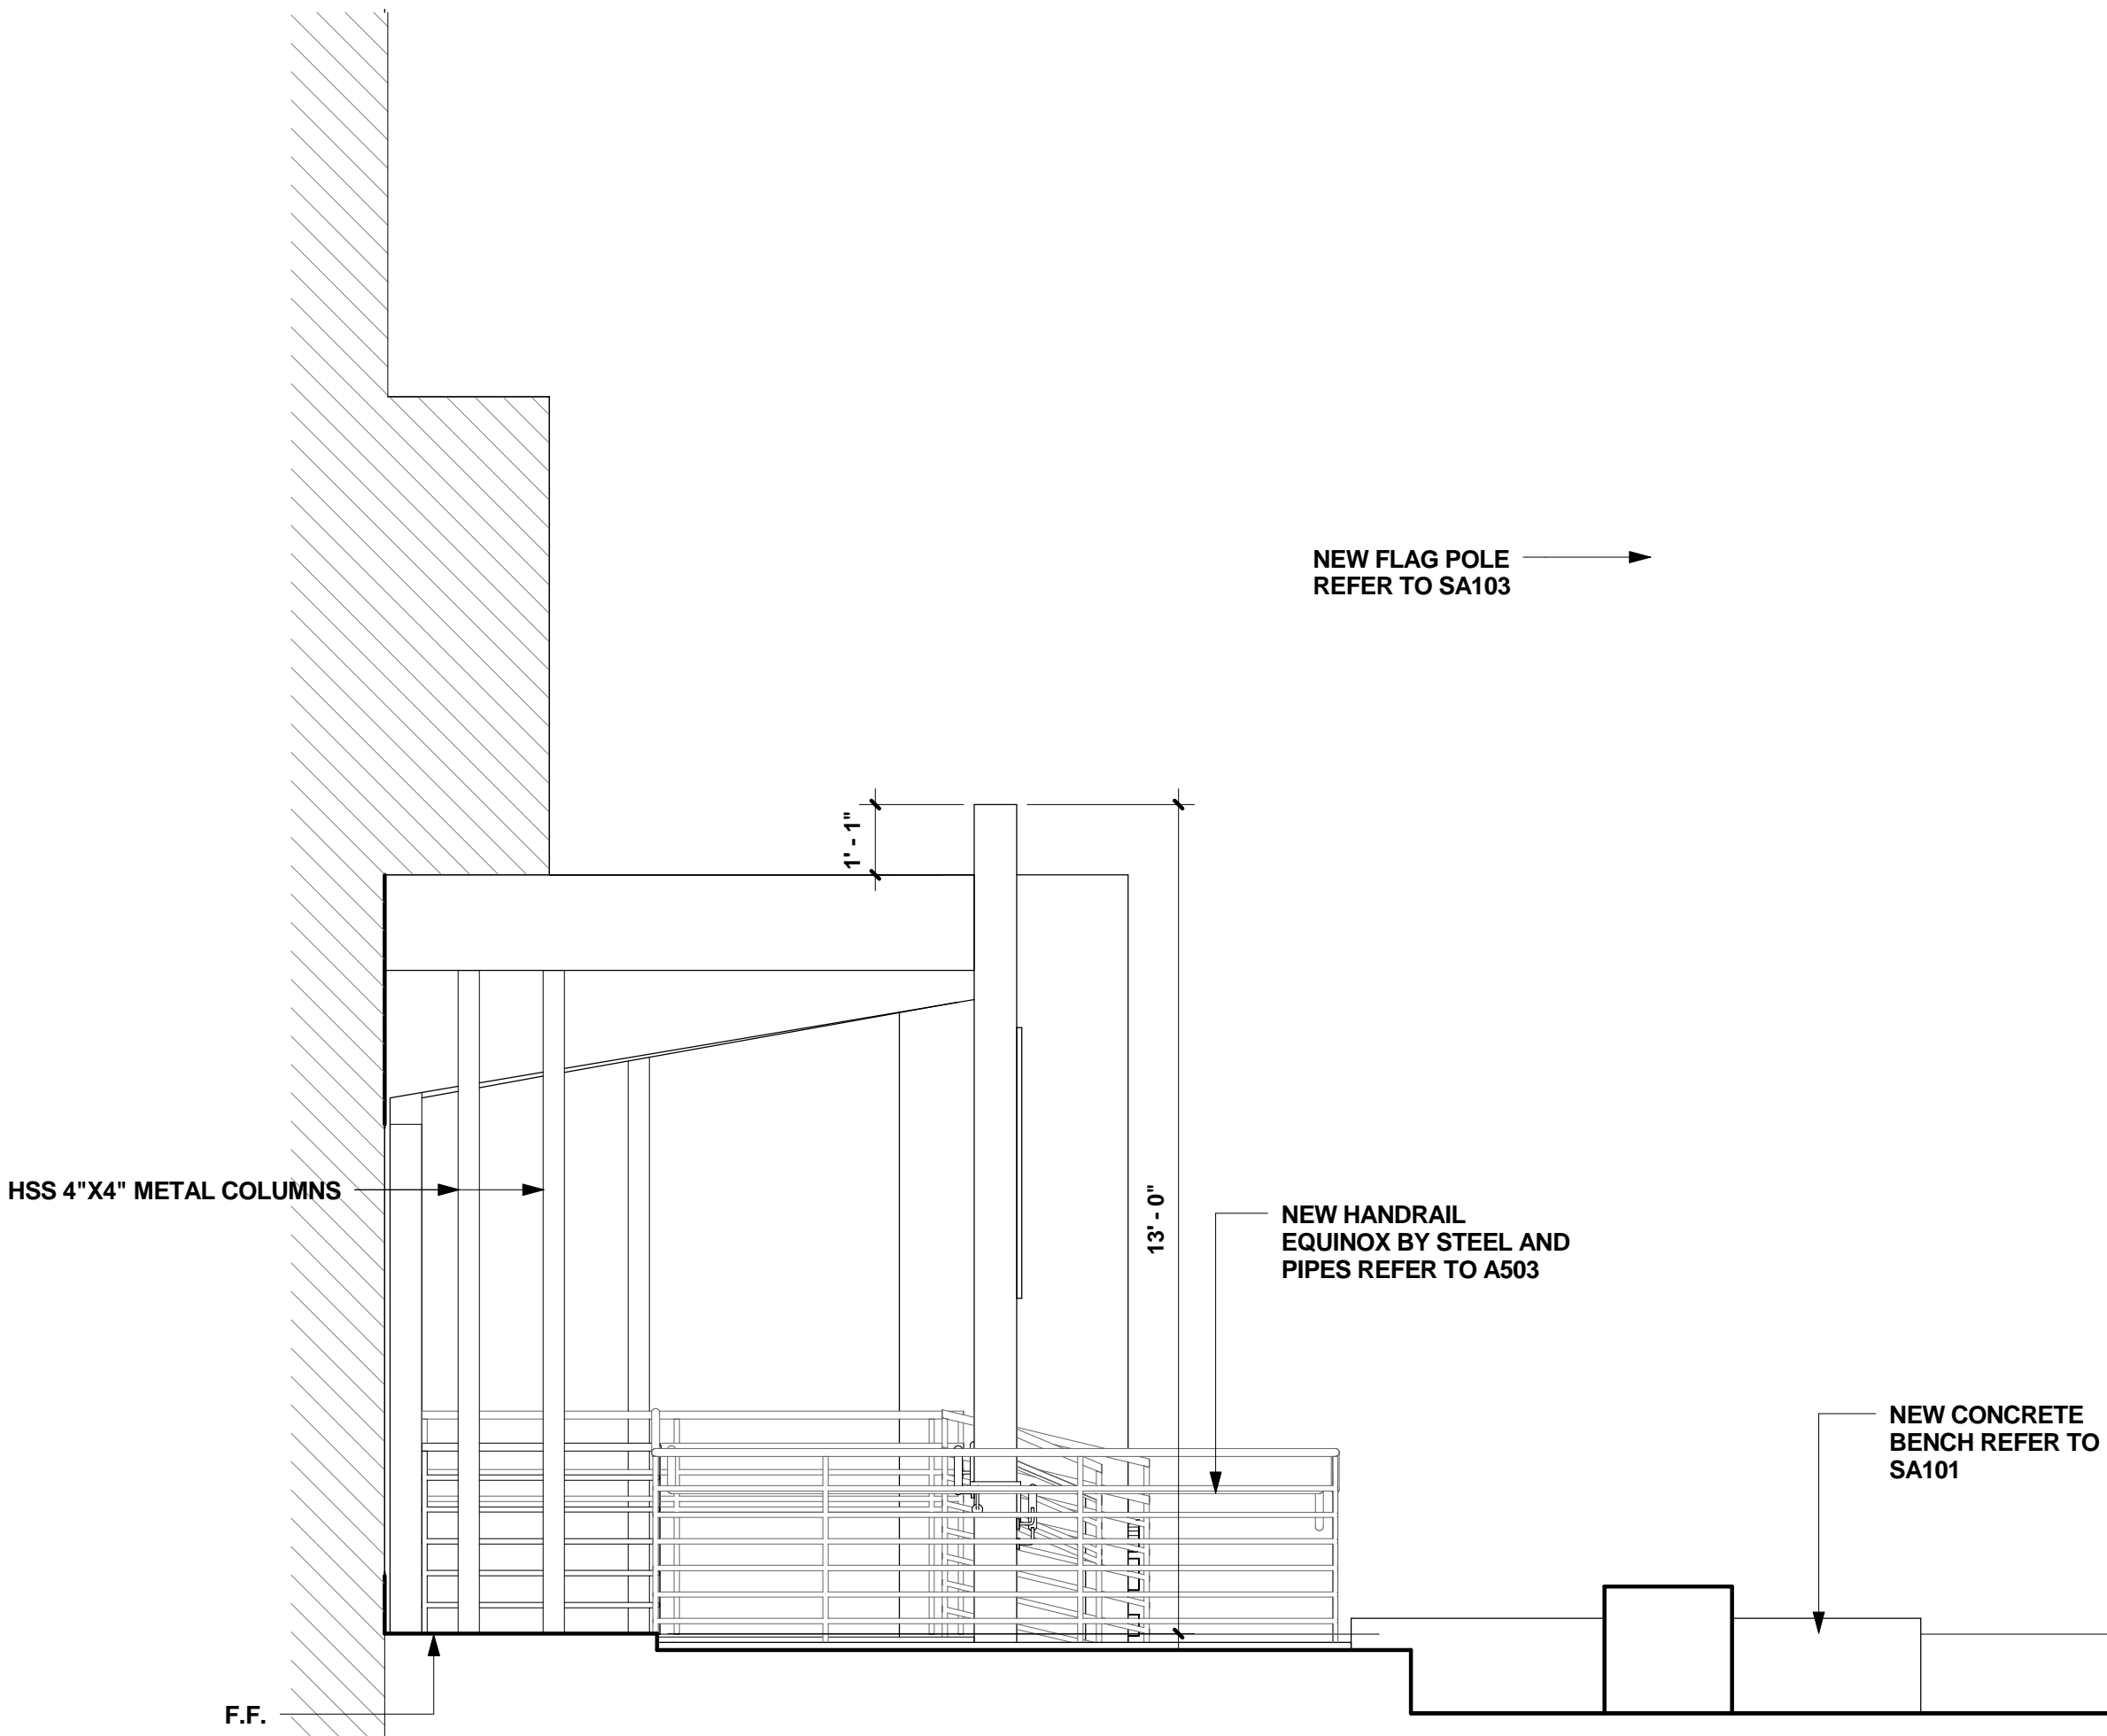 NEW FLAG POLE
REFER TO SA103
1' - 1"
HSS 4"X4" METAL COLUMNS
13' - 0"
NEW HANDRAIL
EQUINOX BY STEEL AND
PIPES REFER TO A503
NEW CONCRETE
BENCH REFER TO
SA101
F.F.